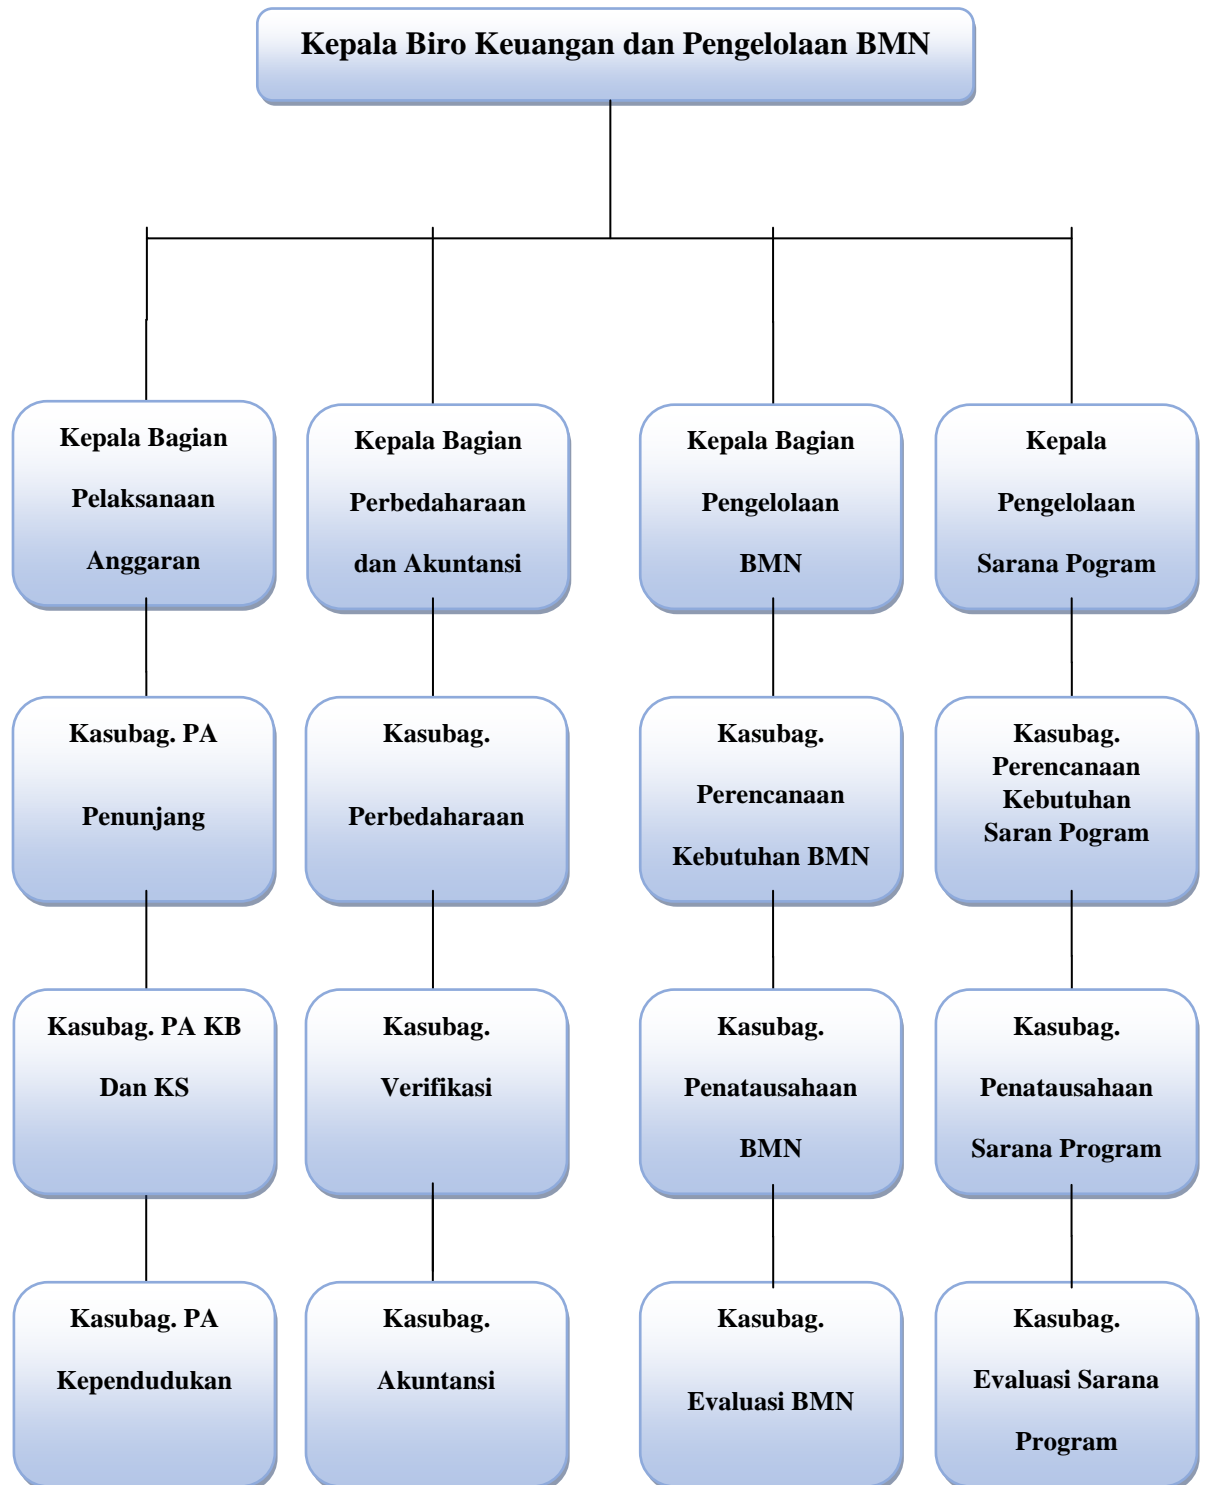 Kepala Biro Keuangan dan Pengelolaan BMN
Kepala Bagian
Pelaksanaan
Anggaran
Kepala Bagian
Perbedaharaan
dan Akuntansi
Kepala Bagian
Pengelolaan
BMN
Kepala
Pengelolaan
Sarana Pogram
Kasubag. PA
Penunjang
Kasubag.
Perbedaharaan
Kasubag.
Perencanaan
Kebutuhan BMN
Kasubag.
Perencanaan
Kebutuhan
Saran Pogram
Kasubag. PA KB
Dan KS
Kasubag.
Verifikasi
Kasubag.
Penatausahaan
BMN
Kasubag.
Penatausahaan
Sarana Program
Kasubag. PA
Kependudukan
Kasubag.
Akuntansi
Kasubag.
Evaluasi BMN
Kasubag.
Evaluasi Sarana
Program